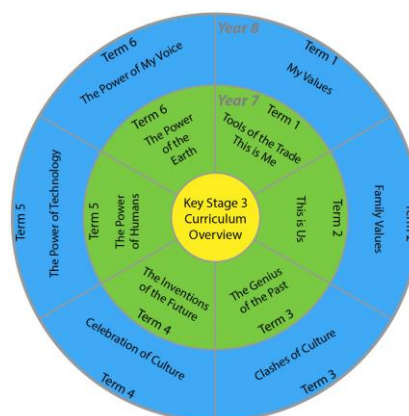 Year 8
Term 1
My Values
Family Values
Term 3
Clashes of Culture
Term 4
Celebration of Culture
Term 5
The Power of Technology
Term 6
The Power of My Voice
Year 7
Term 1
Tools of the Trade
This is Me
Term 2
This is Us
Term 3
The Genius
of the Past
Term 4
The Inventions
of the Future
Term 5
The Power
of Humans
Term 6
The Power
of the
Earth
Key Stage 3
Curriculum
Overview